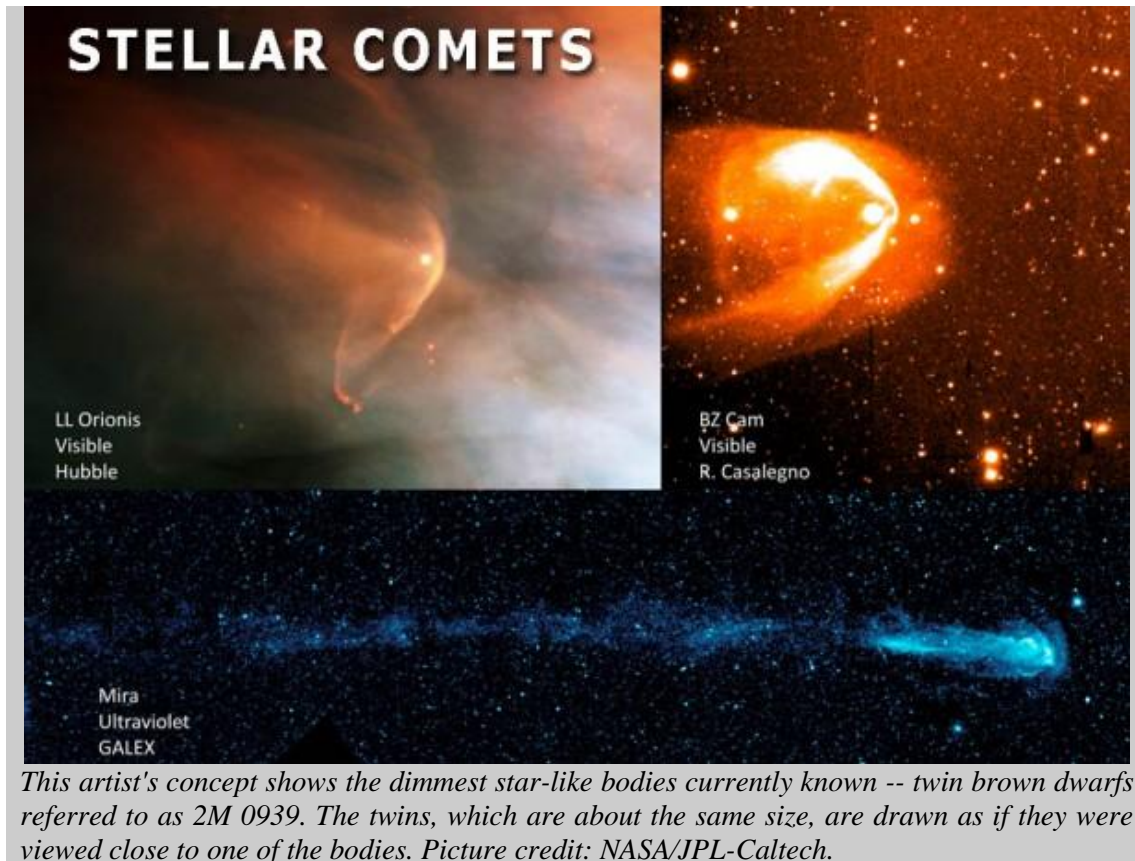 STELLAR COMETS
LL Orionis
Visible
Hubble
BZ Cam
Visible
R. Casalegno
Mira
Ultraviolet
GALEX
This artist's concept shows the dimmest star-like bodies currently known -- twin brown dwarfs
referred to as 2M 0939. The twins, which are about the same size, are drawn as if they were
viewed close to one of the bodies. Picture credit: NASA/JPL-Caltech.